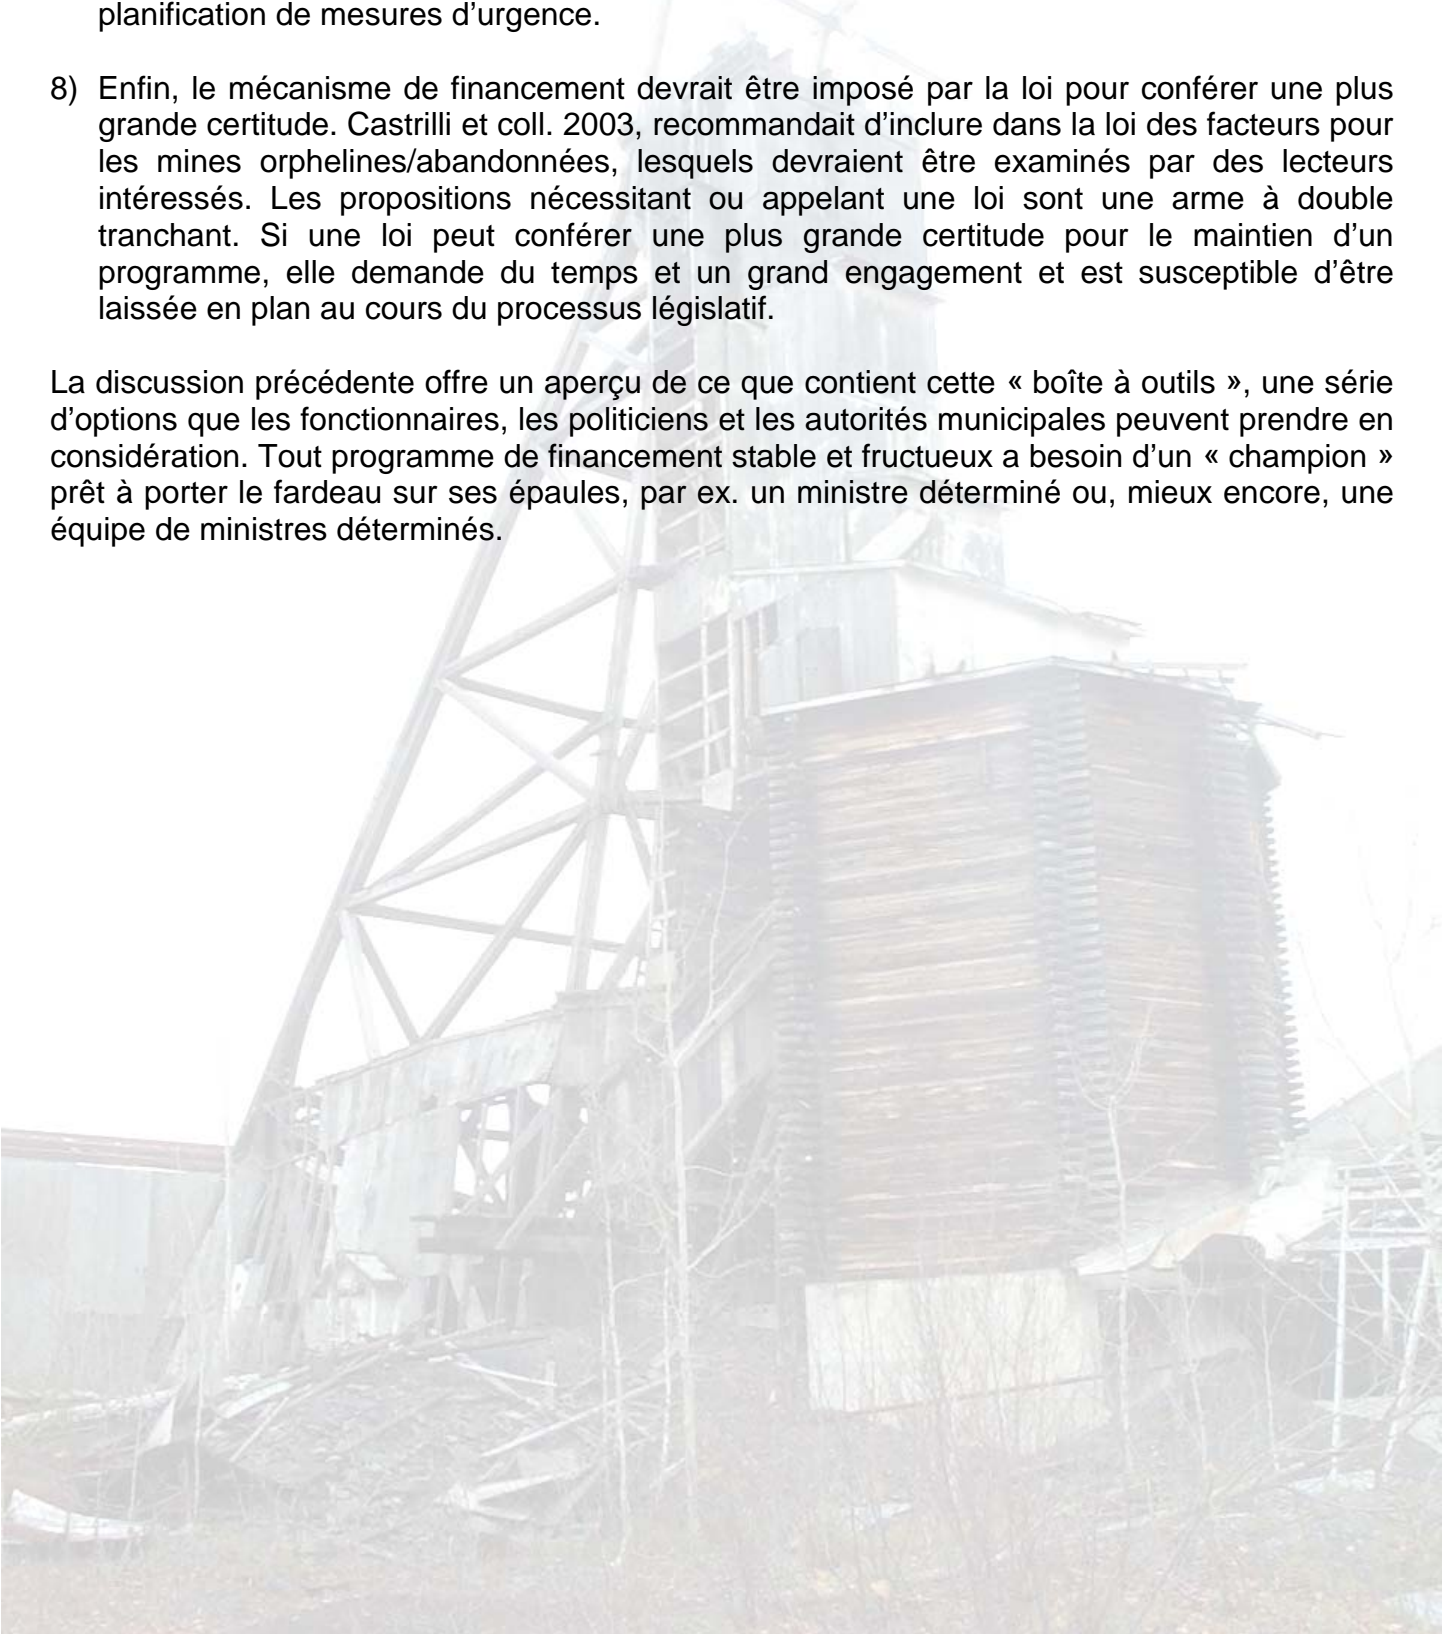 planification de mesures d’urgence.
8) Enfin, le mécanisme de financement devrait être imposé par la loi pour conférer une plus
grande certitude. Castrilli et coll. 2003, recommandait d’inclure dans la loi des facteurs pour
les mines orphelines/abandonnées, lesquels devraient être examinés par des lecteurs
intéressés. Les propositions nécessitant ou appelant une loi sont une arme à double
tranchant. Si une loi peut conférer une plus grande certitude pour le maintien d’un
programme, elle demande du temps et un grand engagement et est susceptible d’être
laissée en plan au cours du processus législatif.
La discussion précédente offre un aperçu de ce que contient cette « boîte à outils », une série
d’options que les fonctionnaires, les politiciens et les autorités municipales peuvent prendre en
considération. Tout programme de financement stable et fructueux a besoin d’un « champion »
prêt à porter le fardeau sur ses épaules, par ex. un ministre déterminé ou, mieux encore, une
équipe de ministres déterminés.